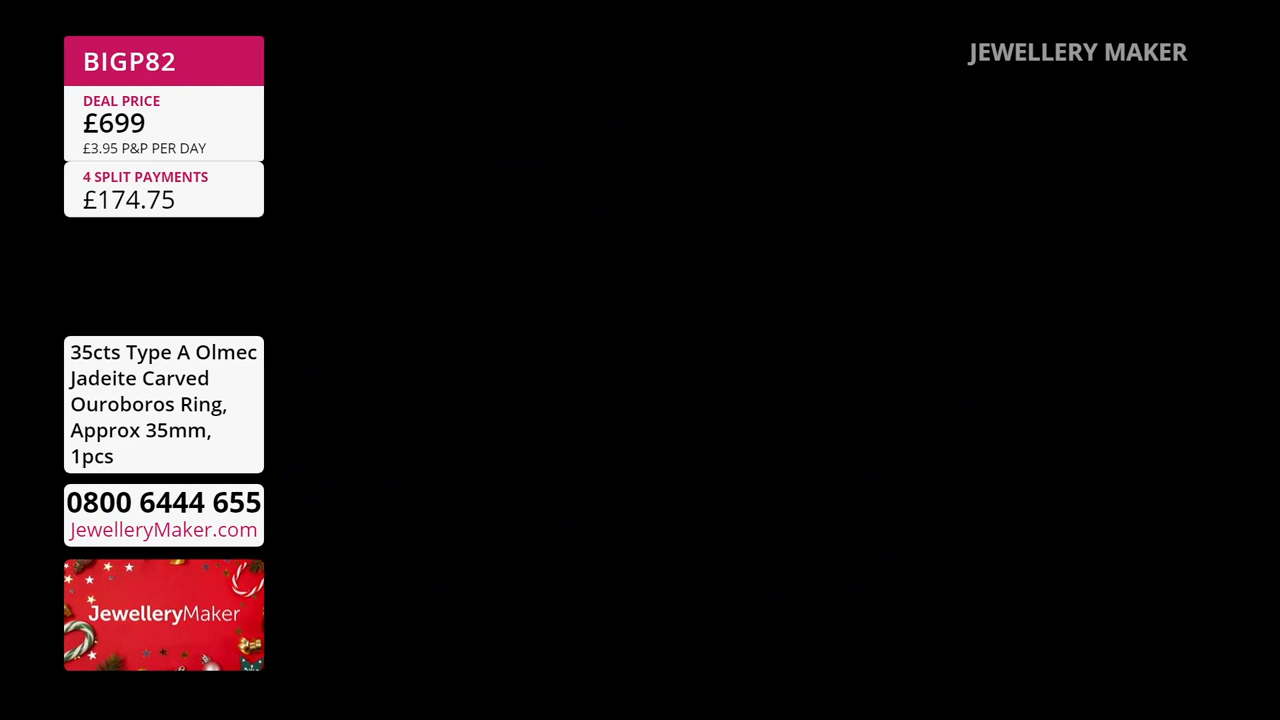 BIGP82
JEWELLERY MAKER
DEAL PRICE
£699
£3.95 P&P PER DAY
4 SPLIT PAYMENTS
£174.75
35cts Type A Olmec
Jadeite Carved
Ouroboros Ring,
Approx 35mm,
1pcs
0800 6444 655
JewelleryMaker.com
JewelleryMaker